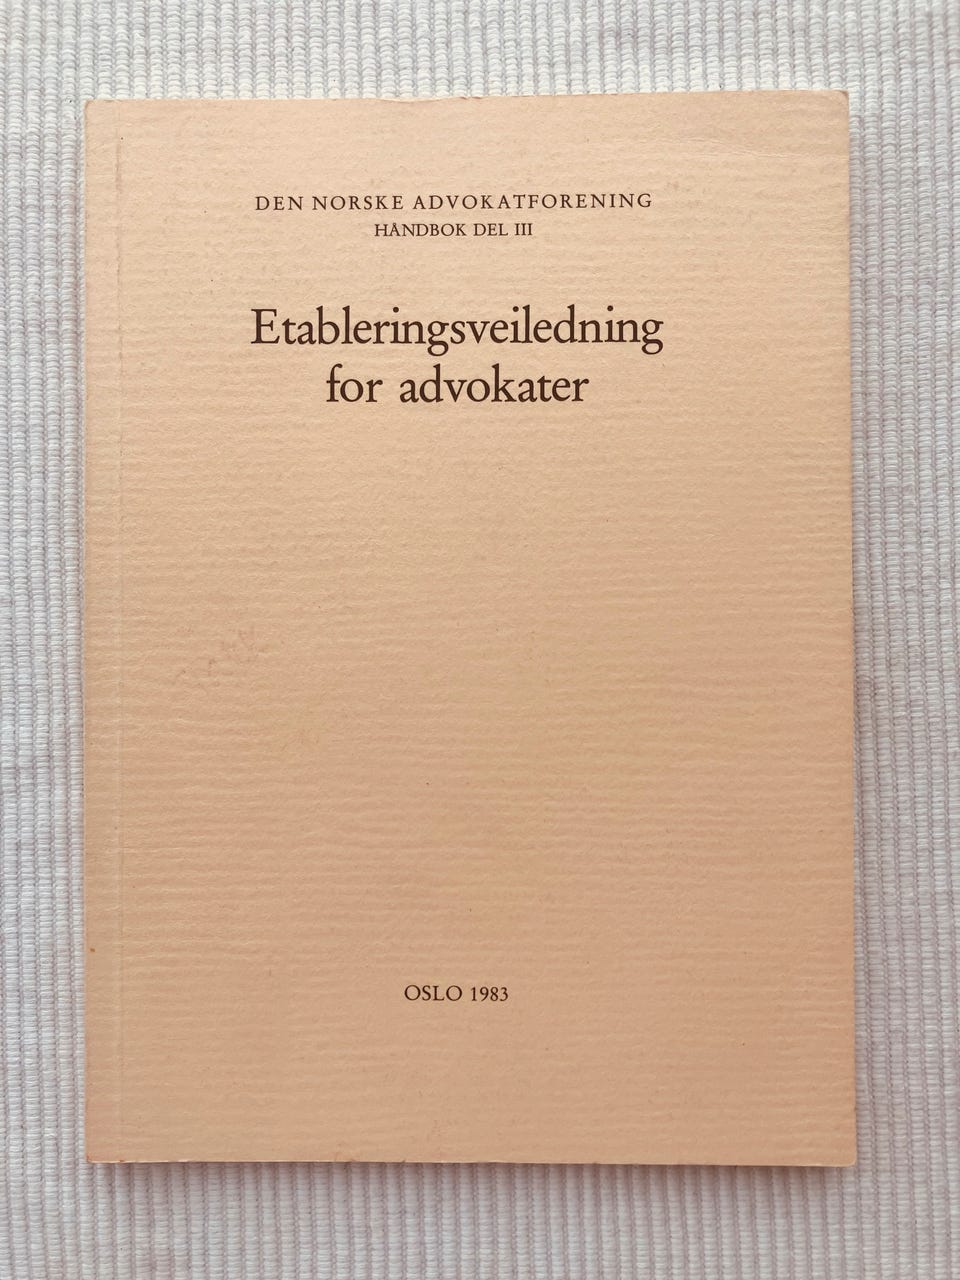 DEN NORSKE ADVOKATFORENING
HÅNDBOK DEL III
Etableringsveiledning
for advokater
OSLO 1983